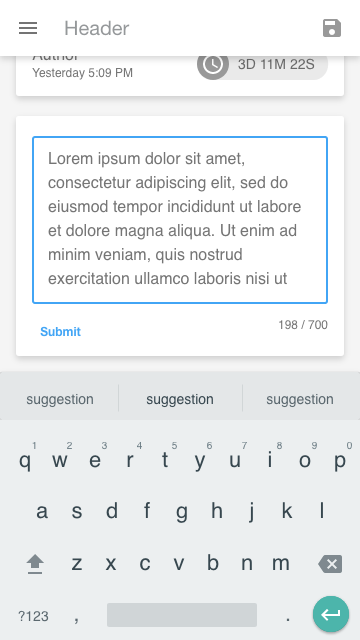 Header
Author
Yesterday 5:09 PM
3D 11M 22S
Lorem ipsum dolor sit amet,
consectetur adipiscing elit, sed do
eiusmod tempor incididunt ut labore
et dolore magna aliqua. Ut enim ad
minim veniam, quis nostrud
exercitation ullamco laboris nisi ut
Submit
198 / 700
suggestion suggestion suggestion
1 2 3 4 5 6 7 8 9 0
q w e r t y u i o p
a s d f g h j k l
z x c v b n m
?123 , .